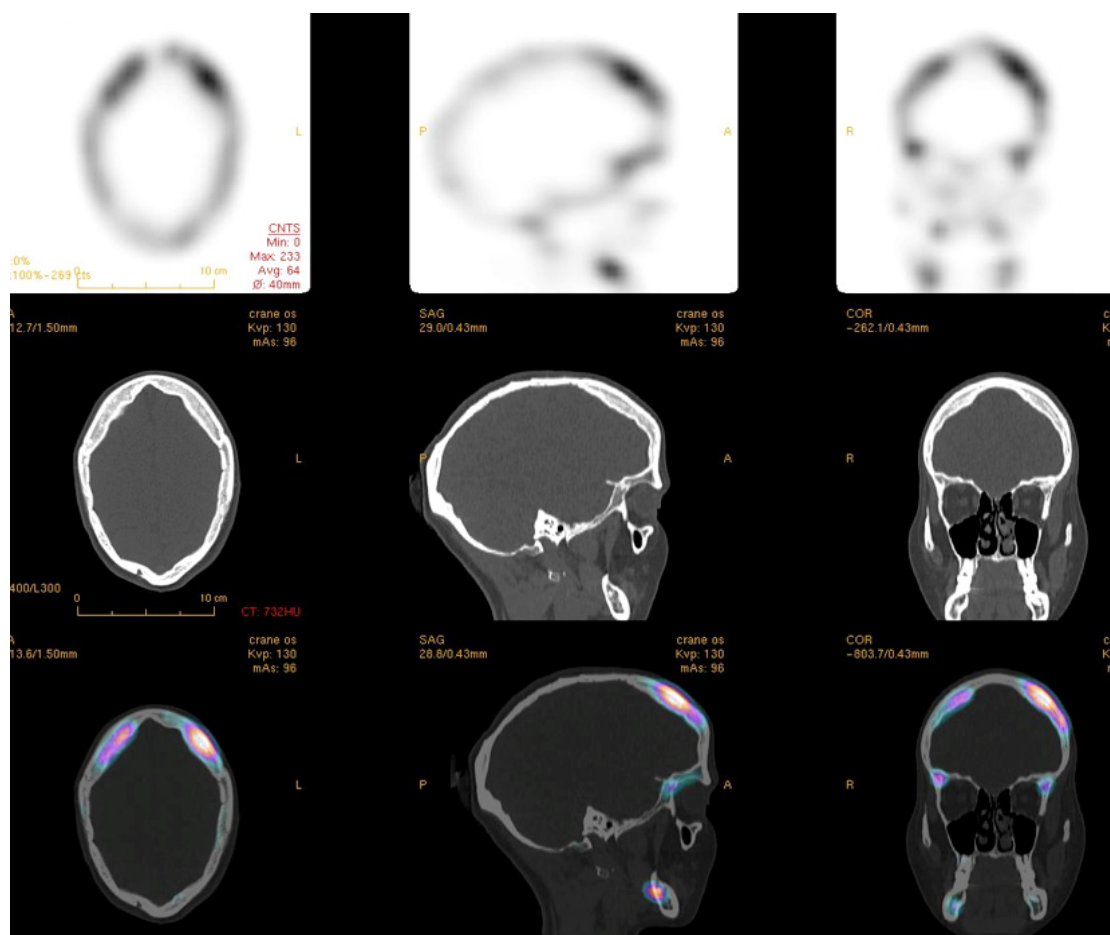 L
P
A
R
CNTS
Min: 0
Max: 233
Avg: 64
Ø: 40mm
:0%
:100%-269 cts
0 10 cm
A
12.7/1.50mm
crane os
Kvp: 130
mAs: 96
SAG
29.0/0.43mm
crane os
Kvp: 130
mAs: 96
COR
-262.1/0.43mm
L
P
A
R
400/L300
0 10 cm
CT: 732HU
A
13.6/1.50mm
crane os
Kvp: 130
mAs: 96
SAG
28.8/0.43mm
crane os
Kvp: 130
mAs: 96
COR
-803.7/0.43mm
L
P
A
R